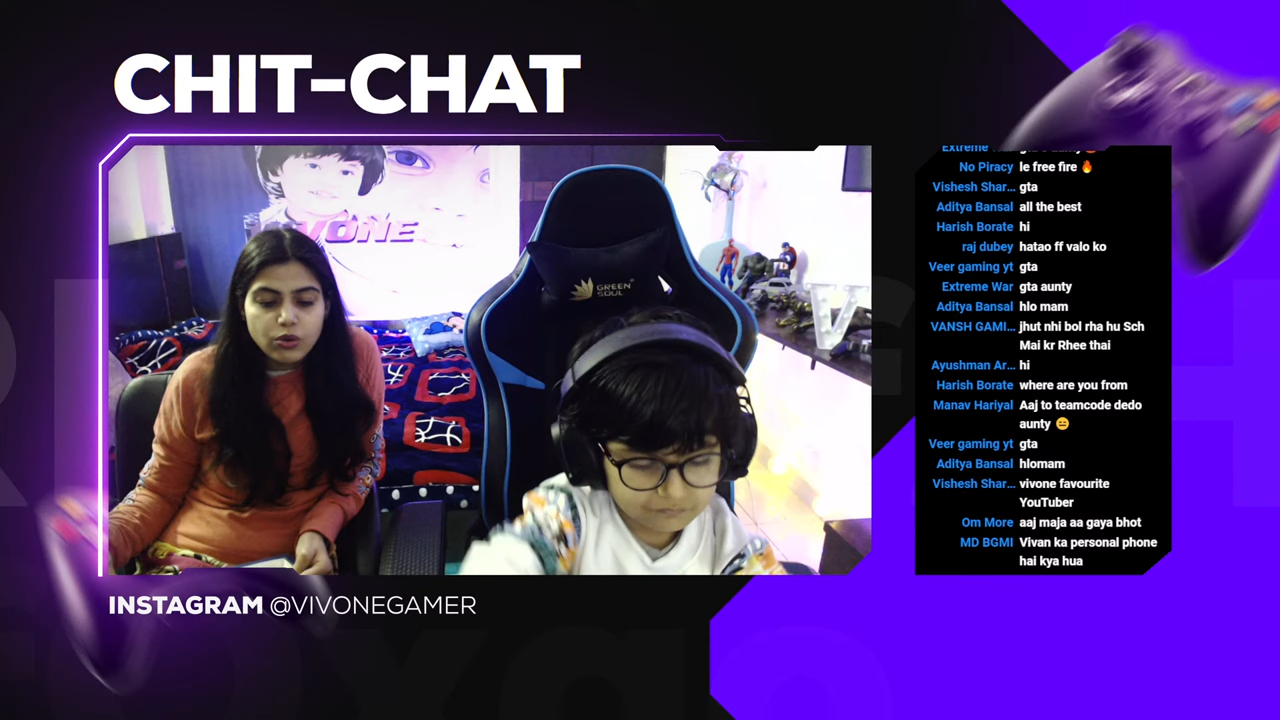 CHIT-CHAT
VONE
GREEN
SOUL
V
INSTAGRAM @VIVONEGAMER
Extreme
No Piracy le free fire 🔥
Vishesh Shar… gta
Aditya Bansal all the best
Harish Borate hi
raj dubey hatao ff valo ko
Veer gaming yt gta
Extreme War gta aunty
Aditya Bansal hlo mam
VANSH GAMI… jhut nhi bol rha hu Sch
Mai kr Rhee thai
Ayushman Ar… hi
Harish Borate where are you from
Manav Hariyal Aaj to teamcode dedo
aunty 😑
Veer gaming yt gta
Aditya Bansal hlomam
Vishesh Shar… vivone favourite
YouTuber
Om More aaj maja aa gaya bhot
MD BGMI Vivan ka personal phone
hai kya hua